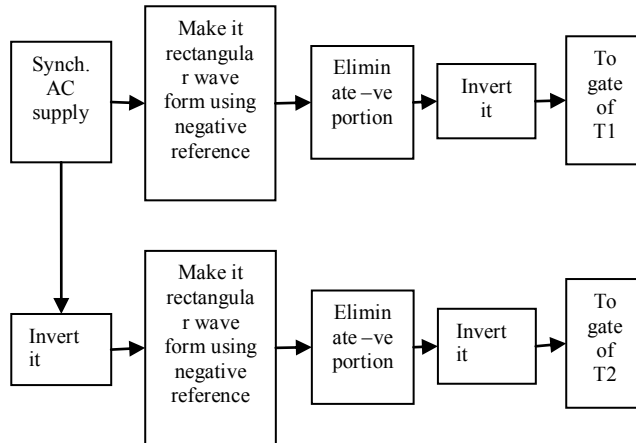 Synch.
AC
supply
Make it
rectangula
r wave
form using
negative
reference
Elimin
ate –ve
portion
Invert
it
To
gate
of
T1
Invert
it
Make it
rectangula
r wave
form using
negative
reference
Elimin
ate –ve
portion
Invert
it
To
gate
of
T2